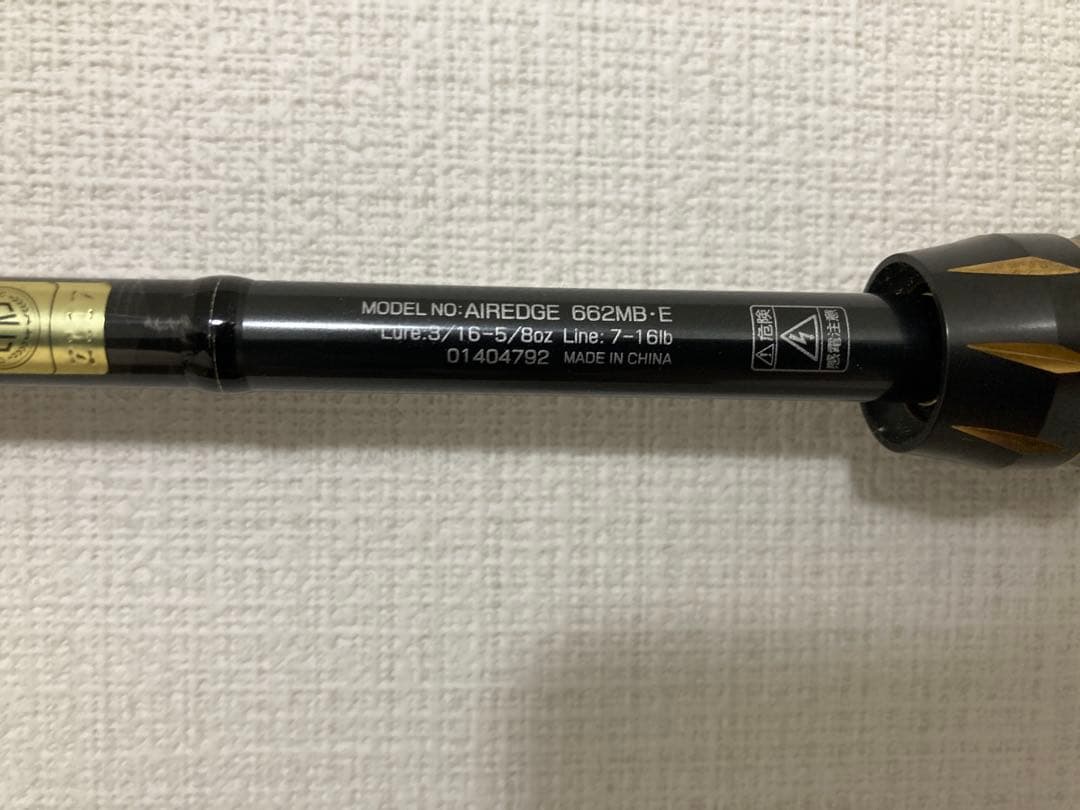 MODEL NO:AIREDGE 662MB・E
Lure:3/16-5/8oz Line: 7-16lb
01404792 MADE IN CHINA
⚠危険
感電注意